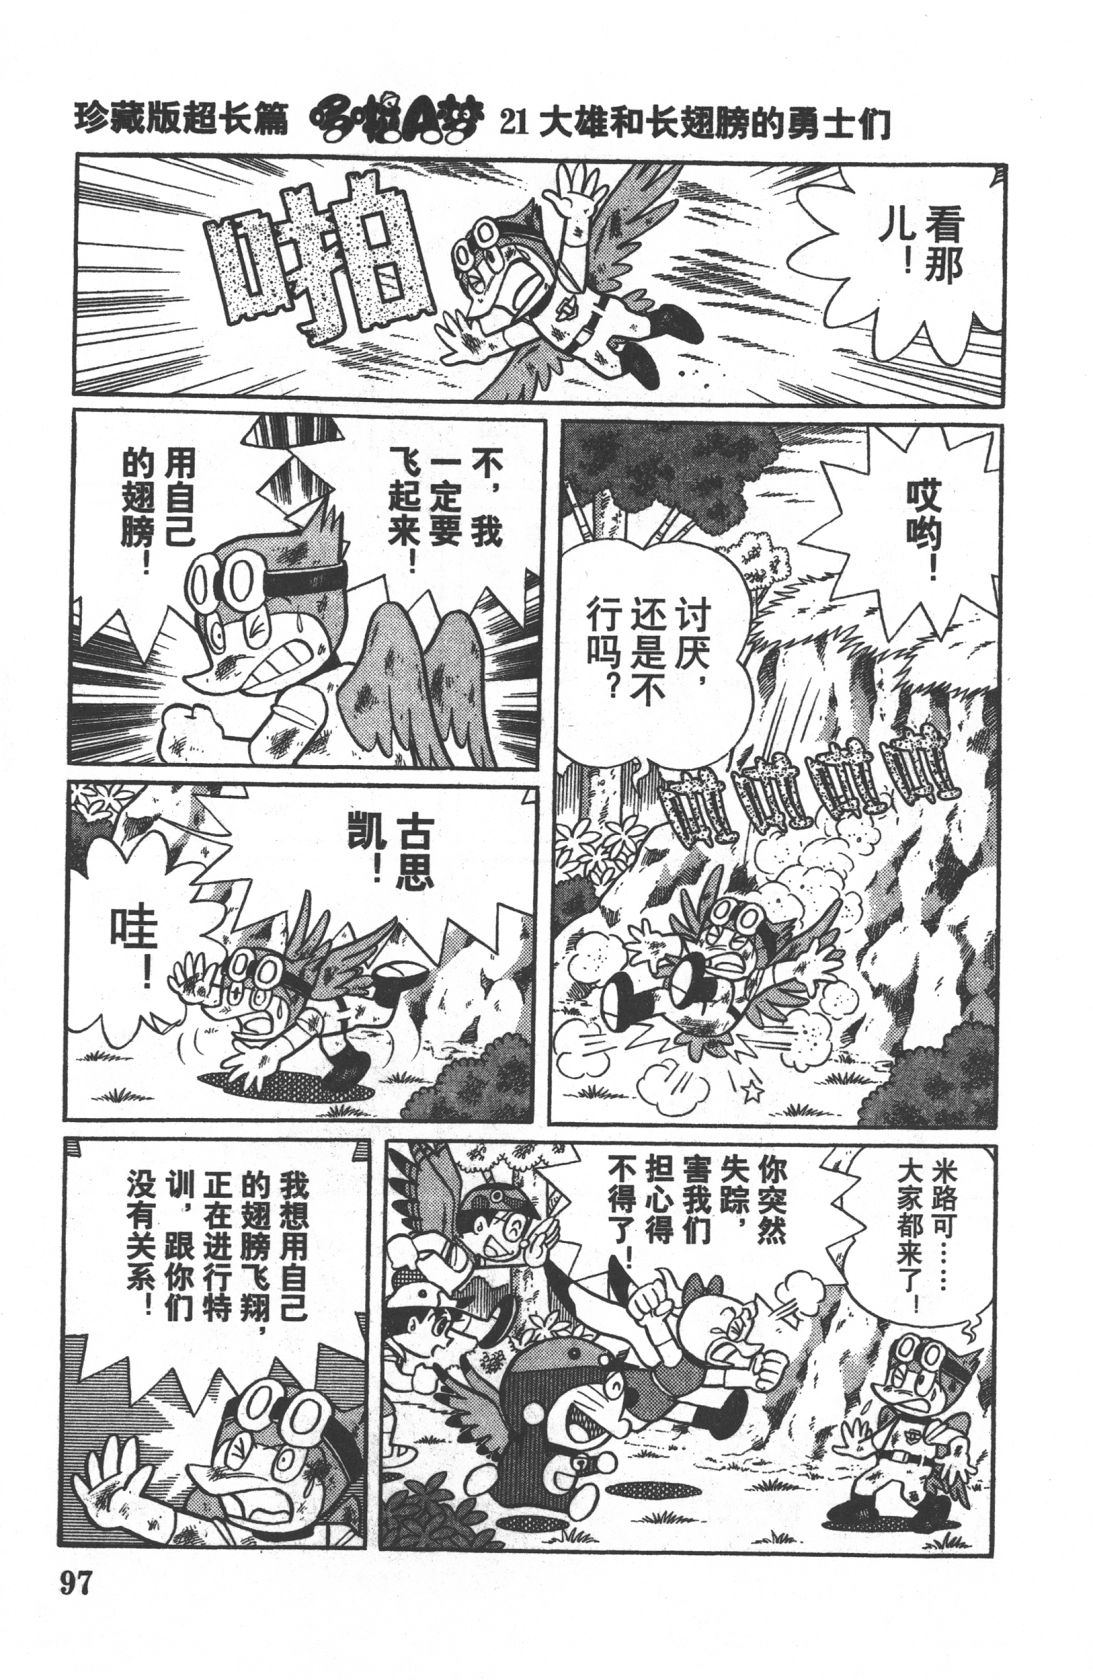 珍藏版超长篇 哆啦A梦 21 大雄和长翅膀的勇士们
看那
儿！
啪
哎哟！
讨厌，
还是不
行吗？
不，我
一定要
飞起来！
用自己
的翅膀！
古思
凯！
哇！
米路可……
大家都来了！
你突然
失踪，
害我们
担心得
不得了！
我想用自己
的翅膀飞翔，
正在进行特
训，跟你们
没有关系！
97